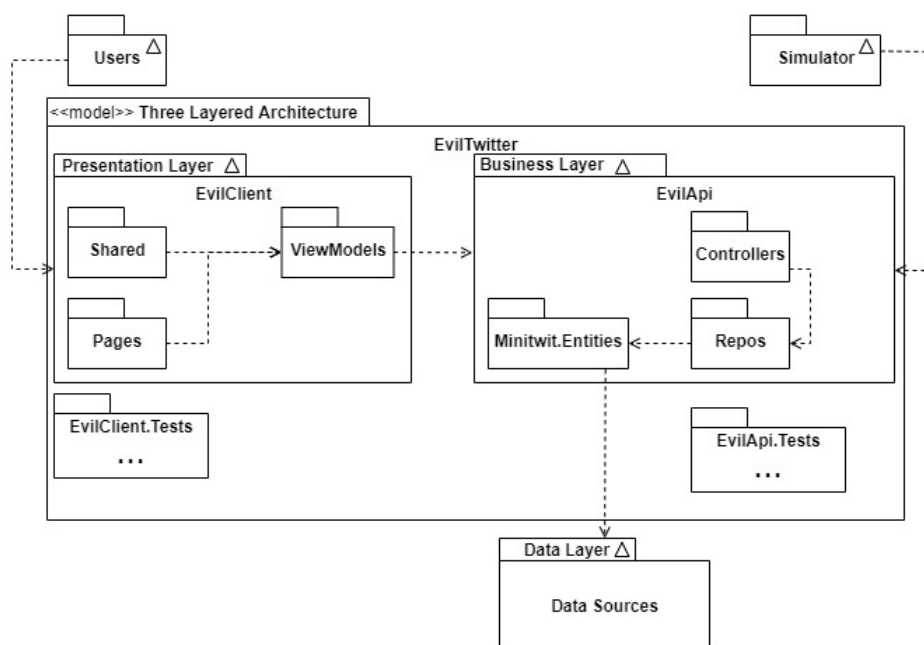 Users
Simulator
<<model>> Three Layered Architecture
EvilTwitter
Presentation Layer
Business Layer
EvilClient
EvilApi
Shared
ViewModels
Controllers
Pages
Minitwit.Entities
Repos
EvilClient.Tests
...
EvilApi.Tests
...
Data Layer
Data Sources